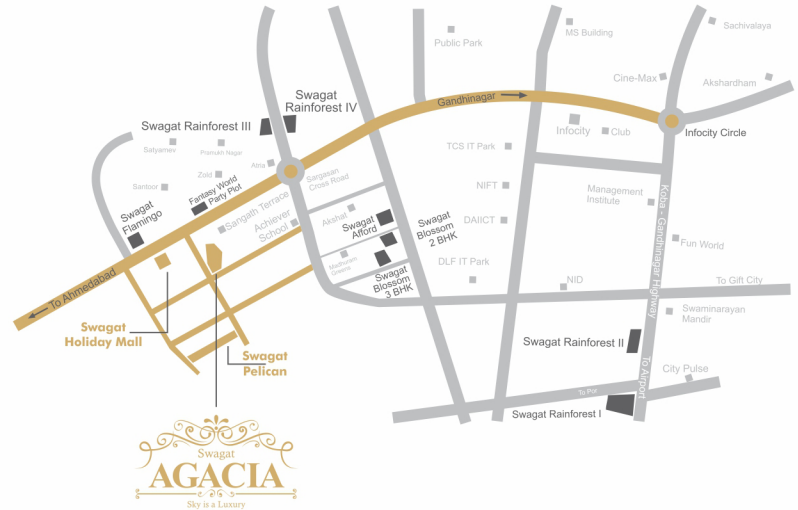 Public Park
MS Building
Sachivalaya
Cine-Max
Akshardham
Swagat
Rainforest IV
Gandhinagar
Swagat Rainforest III
Infocity
Club
Infocity Circle
Satyamev
Pramukh Nagar
Atria
TCS IT Park
Zold
Santoor
Fantasy World
Party Plot
Sargasan
Cross Road
NIFT
Management
Institute
Koba - Gandhinagar Highway
Swagat
Flamingo
Sangath Terrace
Achiever
School
Akshat
Swagat
Afford
Swagat
Blossom
2 BHK
DAIICT
Fun World
Madhuram
Greens
DLF IT Park
Swagat
Blossom
3 BHK
NID
To Gift City
To Ahmedabad
Swaminarayan
Mandir
Swagat
Holiday Mall
Swagat Rainforest II
Swagat
Pelican
To Airport
City Pulse
To Por
Swagat Rainforest I
Swagat
AGACIA
Sky is a Luxury